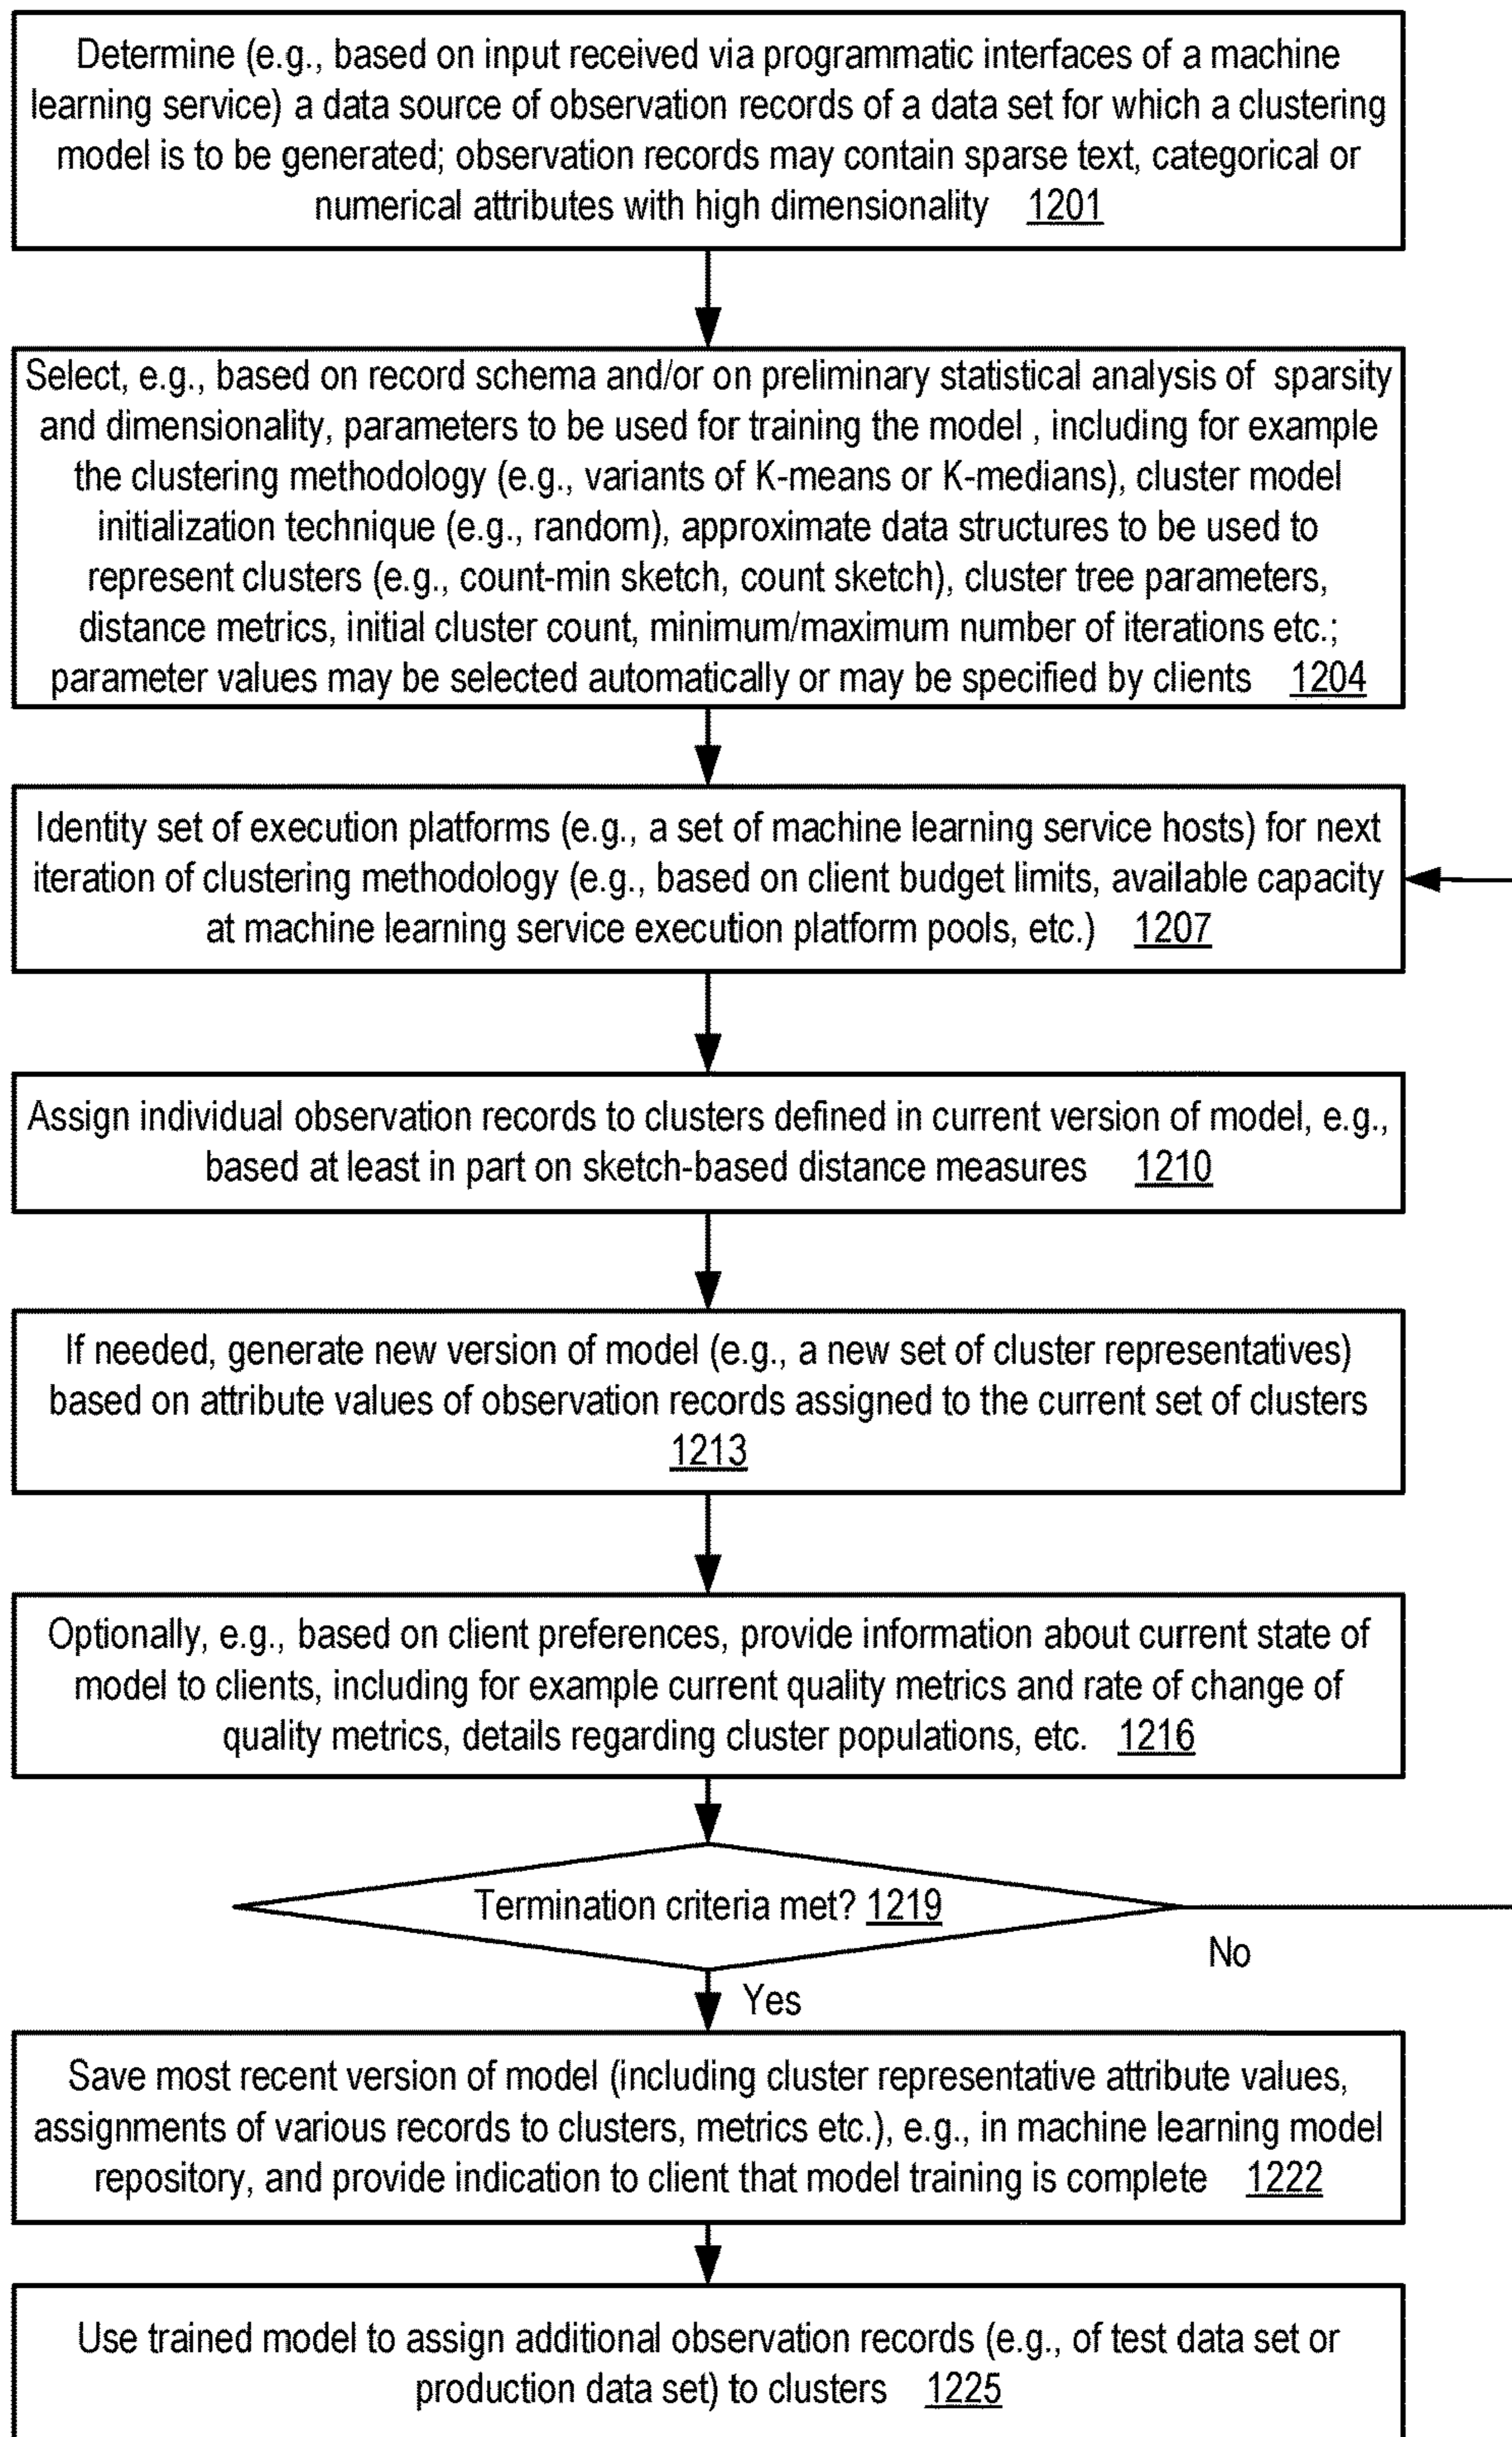 Determine (e.g., based on input received via programmatic interfaces of a machine
learning service) a data source of observation records of a data set for which a clustering
model is to be generated; observation records may contain sparse text, categorical or
numerical attributes with high dimensionality 1201
Select, e.g., based on record schema and/or on preliminary statistical analysis of sparsity
and dimensionality, parameters to be used for training the model , including for example
the clustering methodology (e.g., variants of K-means or K-medians), cluster model
initialization technique (e.g., random), approximate data structures to be used to
represent clusters (e.g., count-min sketch, count sketch), cluster tree parameters,
distance metrics, initial cluster count, minimum/maximum number of iterations etc.;
parameter values may be selected automatically or may be specified by clients 1204
Identity set of execution platforms (e.g., a set of machine learning service hosts) for next
iteration of clustering methodology (e.g., based on client budget limits, available capacity
at machine learning service execution platform pools, etc.) 1207
Assign individual observation records to clusters defined in current version of model, e.g.,
based at least in part on sketch-based distance measures 1210
If needed, generate new version of model (e.g., a new set of cluster representatives)
based on attribute values of observation records assigned to the current set of clusters
1213
Optionally, e.g., based on client preferences, provide information about current state of
model to clients, including for example current quality metrics and rate of change of
quality metrics, details regarding cluster populations, etc. 1216
Termination criteria met? 1219
No
Yes
Save most recent version of model (including cluster representative attribute values,
assignments of various records to clusters, metrics etc.), e.g., in machine learning model
repository, and provide indication to client that model training is complete 1222
Use trained model to assign additional observation records (e.g., of test data set or
production data set) to clusters 1225